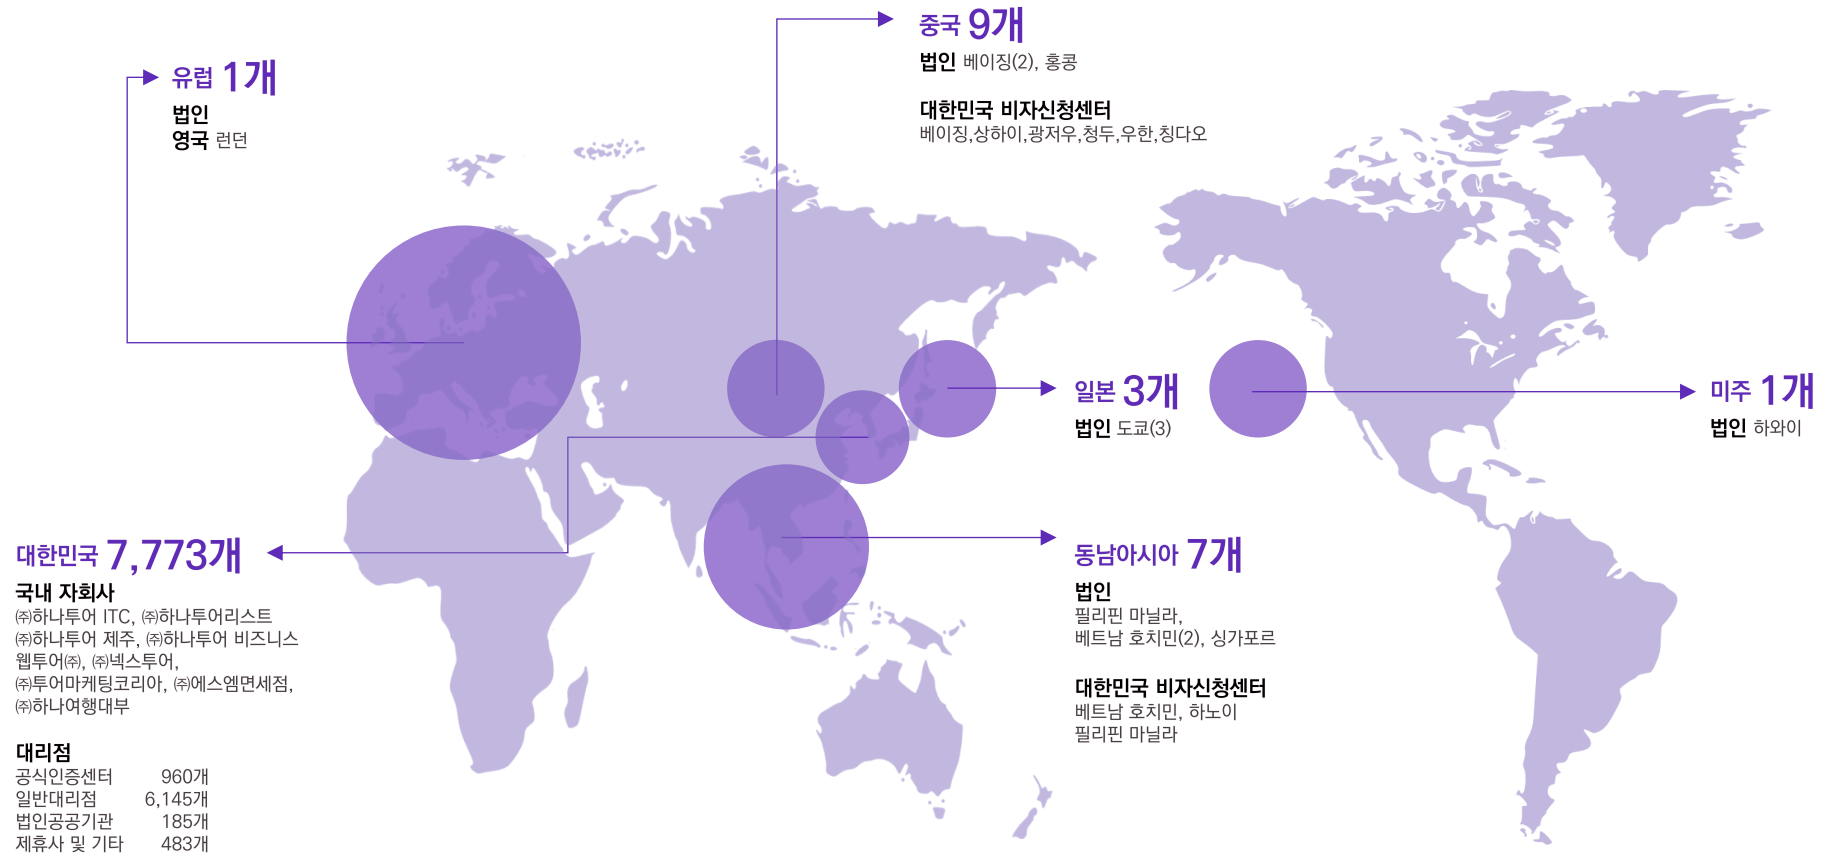 유럽 1개
법인
영국 런던
중국 9개
법인 베이징(2), 홍콩
대한민국 비자신청센터
베이징,상하이,광저우,청두,우한,칭다오
일본 3개
법인 도쿄(3)
미주 1개
법인 하와이
대한민국 7,773개
국내 자회사
㈜하나투어 ITC, ㈜하나투어리스트
㈜하나투어 제주, ㈜하나투어 비즈니스
웹투어㈜, ㈜넥스투어,
㈜투어마케팅코리아, ㈜에스엠면세점,
㈜하나여행대부
대리점
공식인증센터 960개
일반대리점 6,145개
법인공공기관 185개
제휴사 및 기타 483개
동남아시아 7개
법인
필리핀 마닐라,
베트남 호치민(2), 싱가포르
대한민국 비자신청센터
베트남 호치민, 하노이
필리핀 마닐라